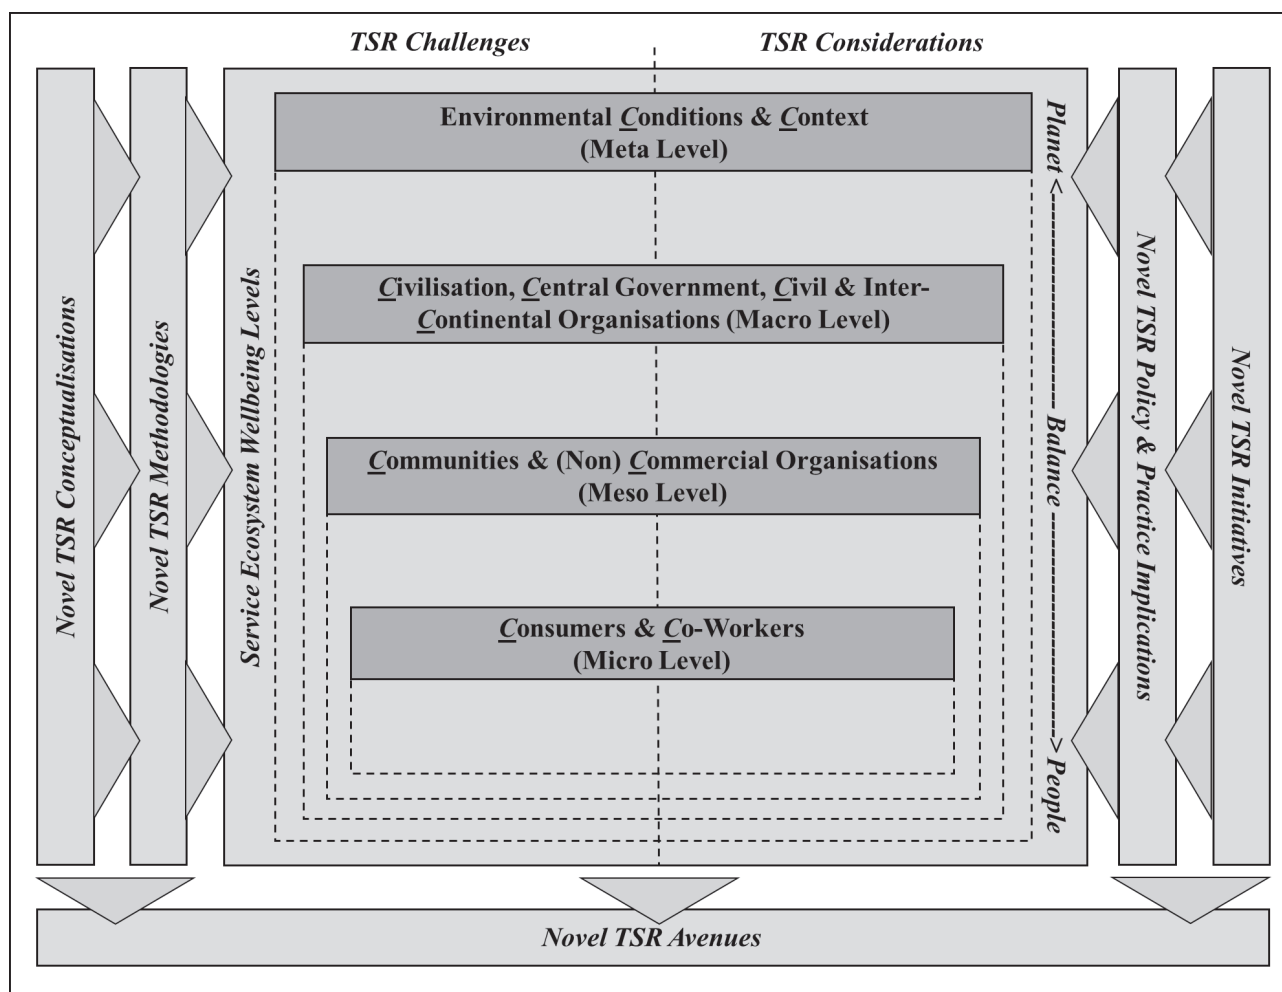 TSR Challenges
TSR Considerations
Novel TSR Conceptualisations
Novel TSR Methodologies
Service Ecosystem Wellbeing Levels
Environmental Conditions & Context
(Meta Level)
Civilisation, Central Government, Civil & Inter-
Continental Organisations (Macro Level)
Communities & (Non) Commercial Organisations
(Meso Level)
Consumers & Co-Workers
(Micro Level)
Planet <---------------- Balance ----------------> People
Novel TSR Policy & Practice Implications
Novel TSR Initiatives
Novel TSR Avenues